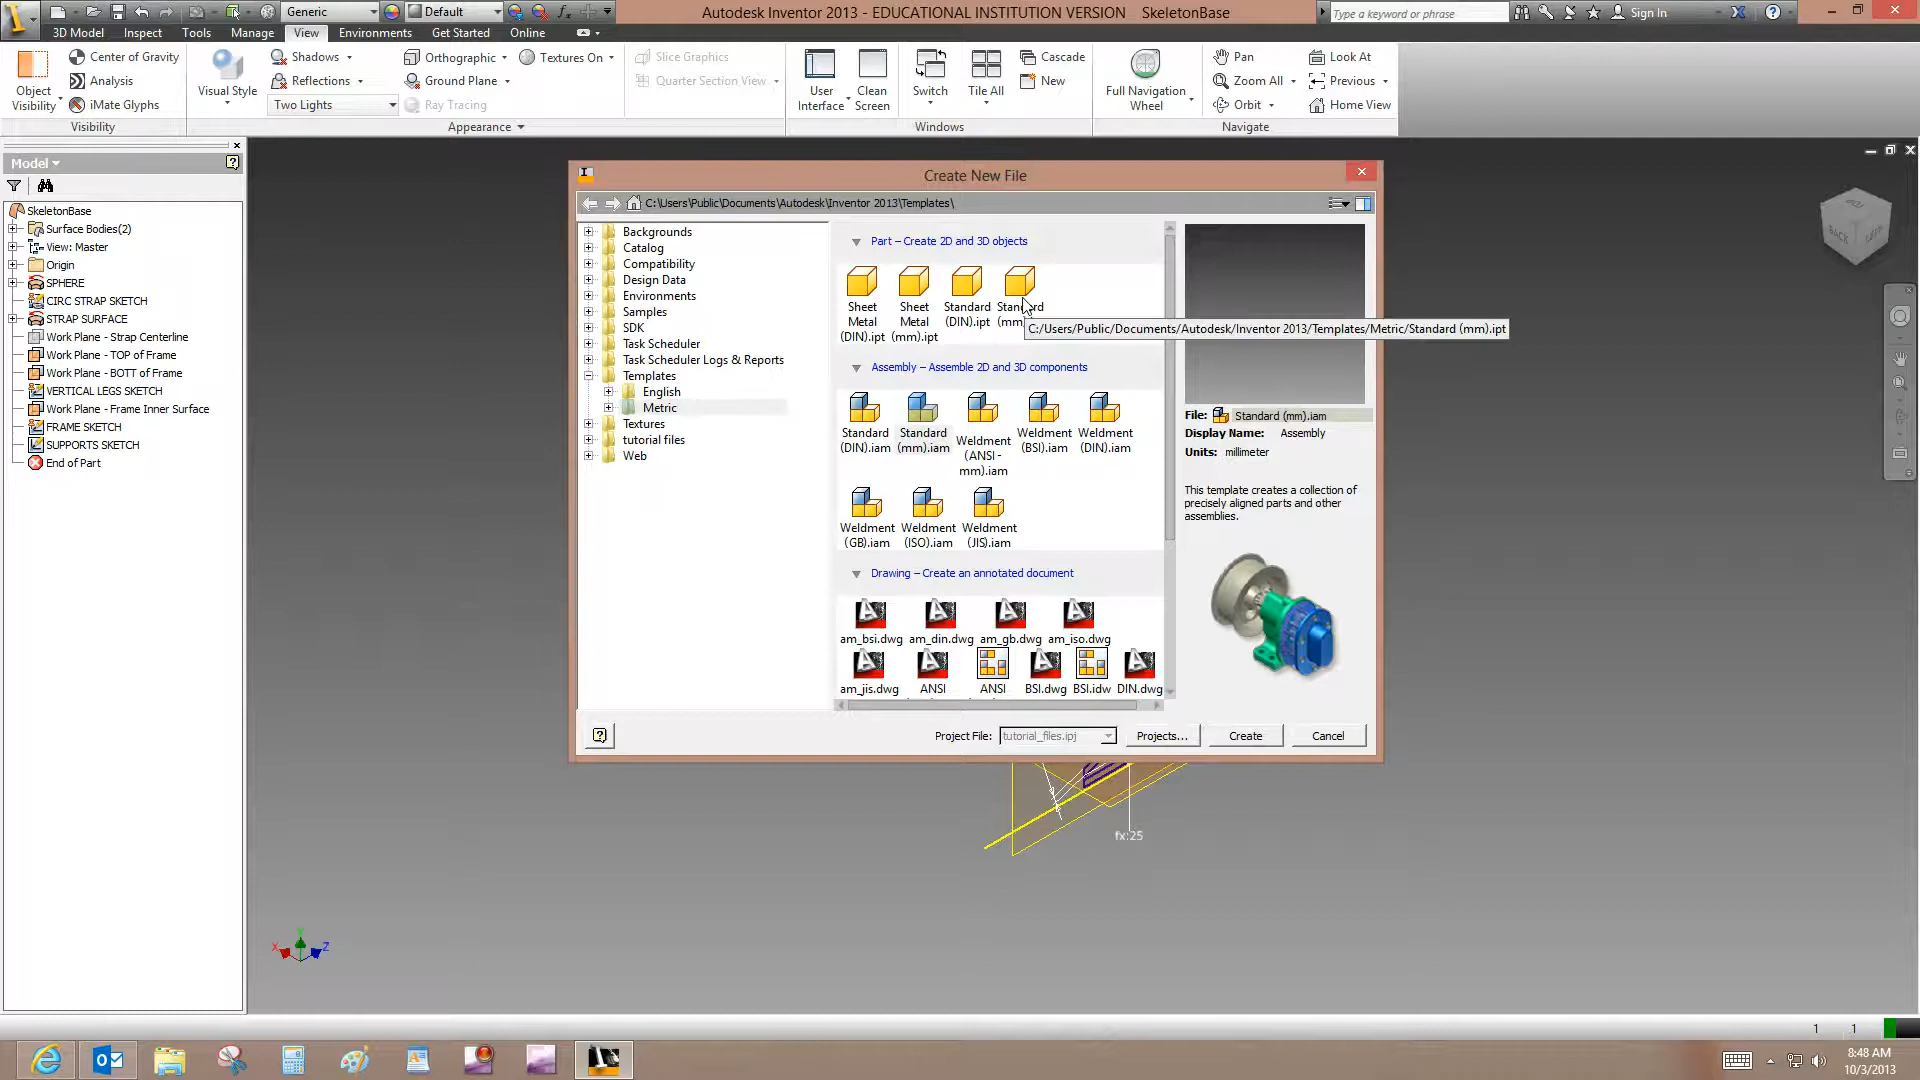 Generic
Default
Autodesk Inventor 2013 - EDUCATIONAL INSTITUTION VERSION SkeletonBase
Type a keyword or phrase
Sign In
3D Model Inspect Tools Manage View Environments Get Started Online
Object Visibility
Center of Gravity
Analysis
iMate Glyphs
Visibility
Visual Style
Shadows
Reflections
Two Lights
Orthographic
Ground Plane
Ray Tracing
Textures On
Appearance
Slice Graphics
Quarter Section View
User Interface
Clean Screen
Switch
Tile All
Cascade
New
Windows
Full Navigation Wheel
Pan
Zoom All
Orbit
Look At
Previous
Home View
Navigate
Model
SkeletonBase
Surface Bodies(2)
View: Master
Origin
SPHERE
CIRC STRAP SKETCH
STRAP SURFACE
Work Plane - Strap Centerline
Work Plane - TOP of Frame
Work Plane - BOTT of Frame
VERTICAL LEGS SKETCH
Work Plane - Frame Inner Surface
FRAME SKETCH
SUPPORTS SKETCH
End of Part
Create New File
C:\Users\Public\Documents\Autodesk\Inventor 2013\Templates\
Backgrounds
Catalog
Compatibility
Design Data
Environments
Samples
SDK
Task Scheduler
Task Scheduler Logs & Reports
Templates
English
Metric
Textures
tutorial files
Web
Part – Create 2D and 3D objects
Sheet Metal (DIN).ipt
Sheet Metal (mm).ipt
Standard (DIN).ipt
Standard (mm)
C:/Users/Public/Documents/Autodesk/Inventor 2013/Templates/Metric/Standard (mm).ipt
Assembly – Assemble 2D and 3D components
Standard (DIN).iam
Standard (mm).iam
Weldment (ANSI - mm).iam
Weldment (BSI).iam
Weldment (DIN).iam
Weldment (GB).iam
Weldment (ISO).iam
Weldment (JIS).iam
Drawing – Create an annotated document
am_bsi.dwg am_din.dwg am_gb.dwg am_iso.dwg
am_jis.dwg ANSI ANSI BSI.dwg BSI.idw DIN.dwg
File: Standard (mm).iam
Display Name: Assembly
Units: millimeter
This template creates a collection of
precisely aligned parts and other
assemblies.
Project File: tutorial_files.ipj Projects... Create Cancel
fx:25
X Y Z
BACK
1 1
8:48 AM
10/3/2013